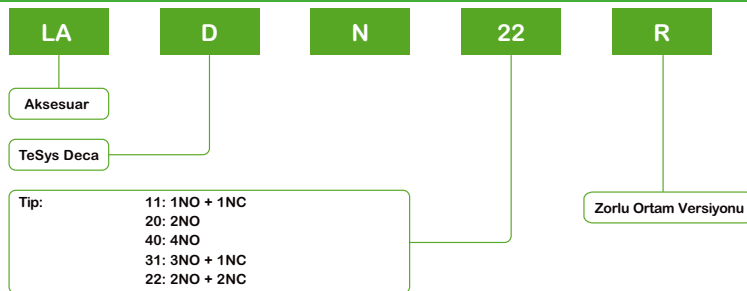 LA D N 22 R
Aksesuar
TeSys Deca
Tip: 11: 1NO + 1NC
20: 2NO
40: 4NO
31: 3NO + 1NC
22: 2NO + 2NC
Zorlu Ortam Versiyonu